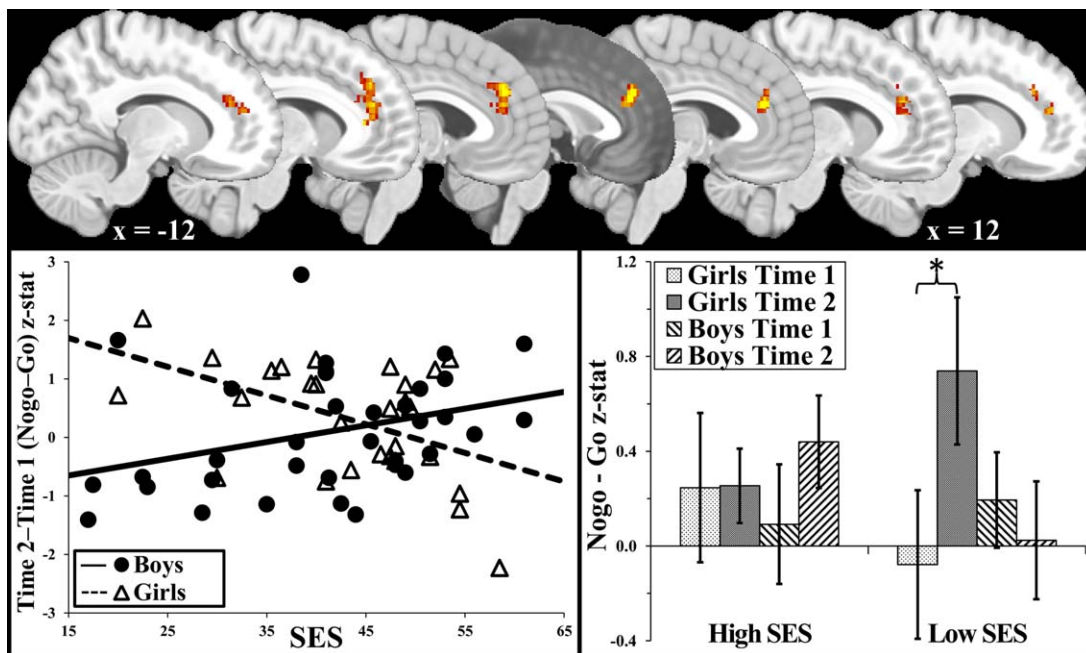 x = -12
x = 12
Time 2–Time 1 (Nogo–Go) z-stat
3
2
1
0
-1
-2
-3
Boys
Girls
15
25
35
45
55
65
SES
Nogo - Go z-stat
1.2
0.8
0.4
0.0
-0.4
Girls Time 1
Girls Time 2
Boys Time 1
Boys Time 2
*
High SES
Low SES